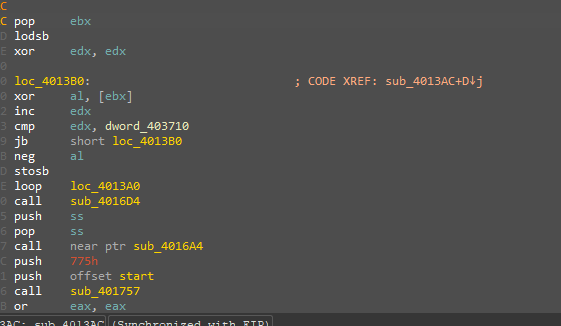 C
C pop ebx
D lodsb
E xor edx, edx
0
0 loc_4013B0: ; CODE XREF: sub_4013AC+D↓j
0 xor al, [ebx]
2 inc edx
3 cmp edx, dword_403710
9 jb short loc_4013B0
B neg al
D stosb
E loop loc_4013A0
0 call sub_4016D4
5 push ss
6 pop ss
7 call near ptr sub_4016A4
C push 775h
1 push offset start
6 call sub_401757
B or eax, eax
3AC: sub_4013AC (Synchronized with EIP)